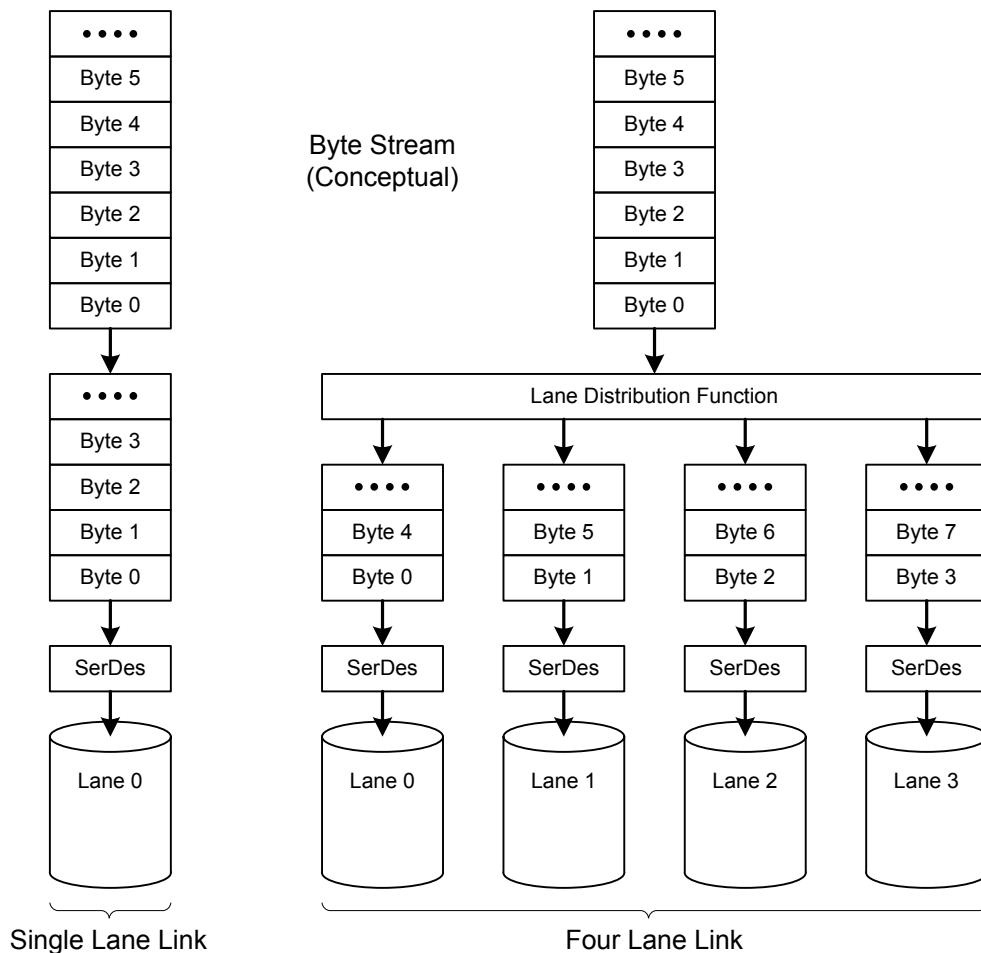 • • • •
Byte 5
Byte 4
Byte 3
Byte 2
Byte 1
Byte 0
• • • •
Byte 3
Byte 2
Byte 1
Byte 0
SerDes
Lane 0
Single Lane Link
Byte Stream
(Conceptual)
• • • •
Byte 5
Byte 4
Byte 3
Byte 2
Byte 1
Byte 0
Lane Distribution Function
• • • •
Byte 4
Byte 0
SerDes
Lane 0
• • • •
Byte 5
Byte 1
SerDes
Lane 1
• • • •
Byte 6
Byte 2
SerDes
Lane 2
• • • •
Byte 7
Byte 3
SerDes
Lane 3
Four Lane Link